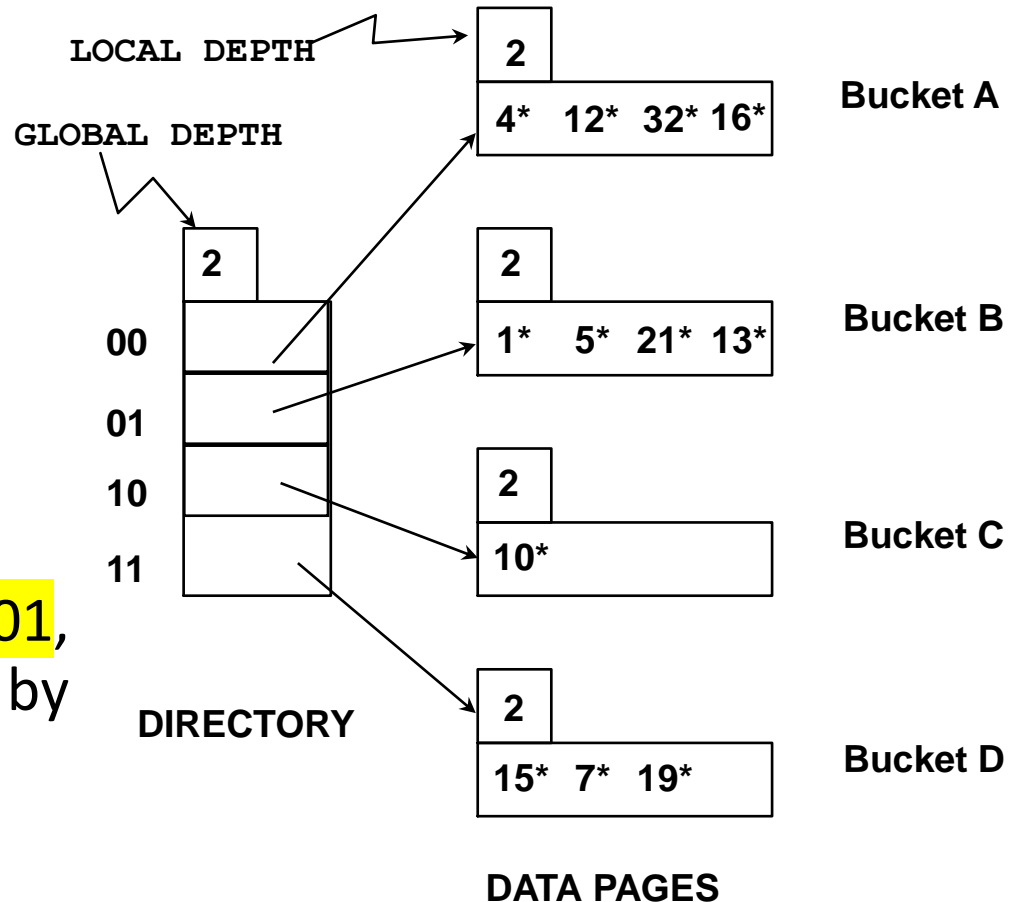 LOCAL DEPTH
2
Bucket A
4* 12* 32* 16*
GLOBAL DEPTH
2
2
Bucket B
00
1* 5* 21* 13*
01
10
2
Bucket C
10*
11
01,
by
DIRECTORY
2
Bucket D
15* 7* 19*
DATA PAGES